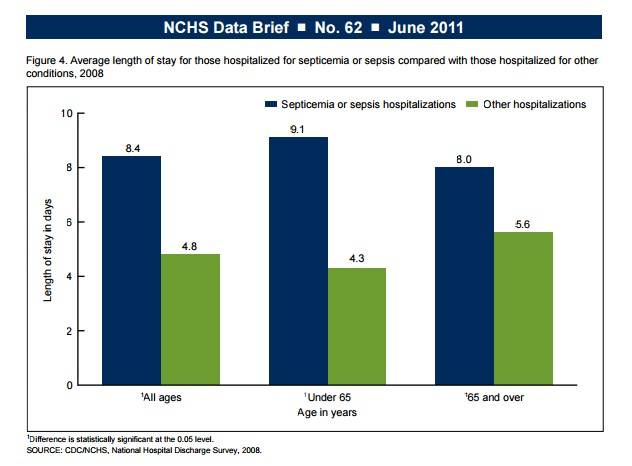 NCHS Data Brief ■ No. 62 ■ June 2011
Figure 4. Average length of stay for those hospitalized for septicemia or sepsis compared with those hospitalized for other
conditions, 2008
Septicemia or sepsis hospitalizations Other hospitalizations
10
8
6
4
2
0
Length of stay in days
8.4
4.8
9.1
4.3
8.0
5.6
¹All ages
¹Under 65
¹65 and over
Age in years
¹Difference is statistically significant at the 0.05 level.
SOURCE: CDC/NCHS, National Hospital Discharge Survey, 2008.